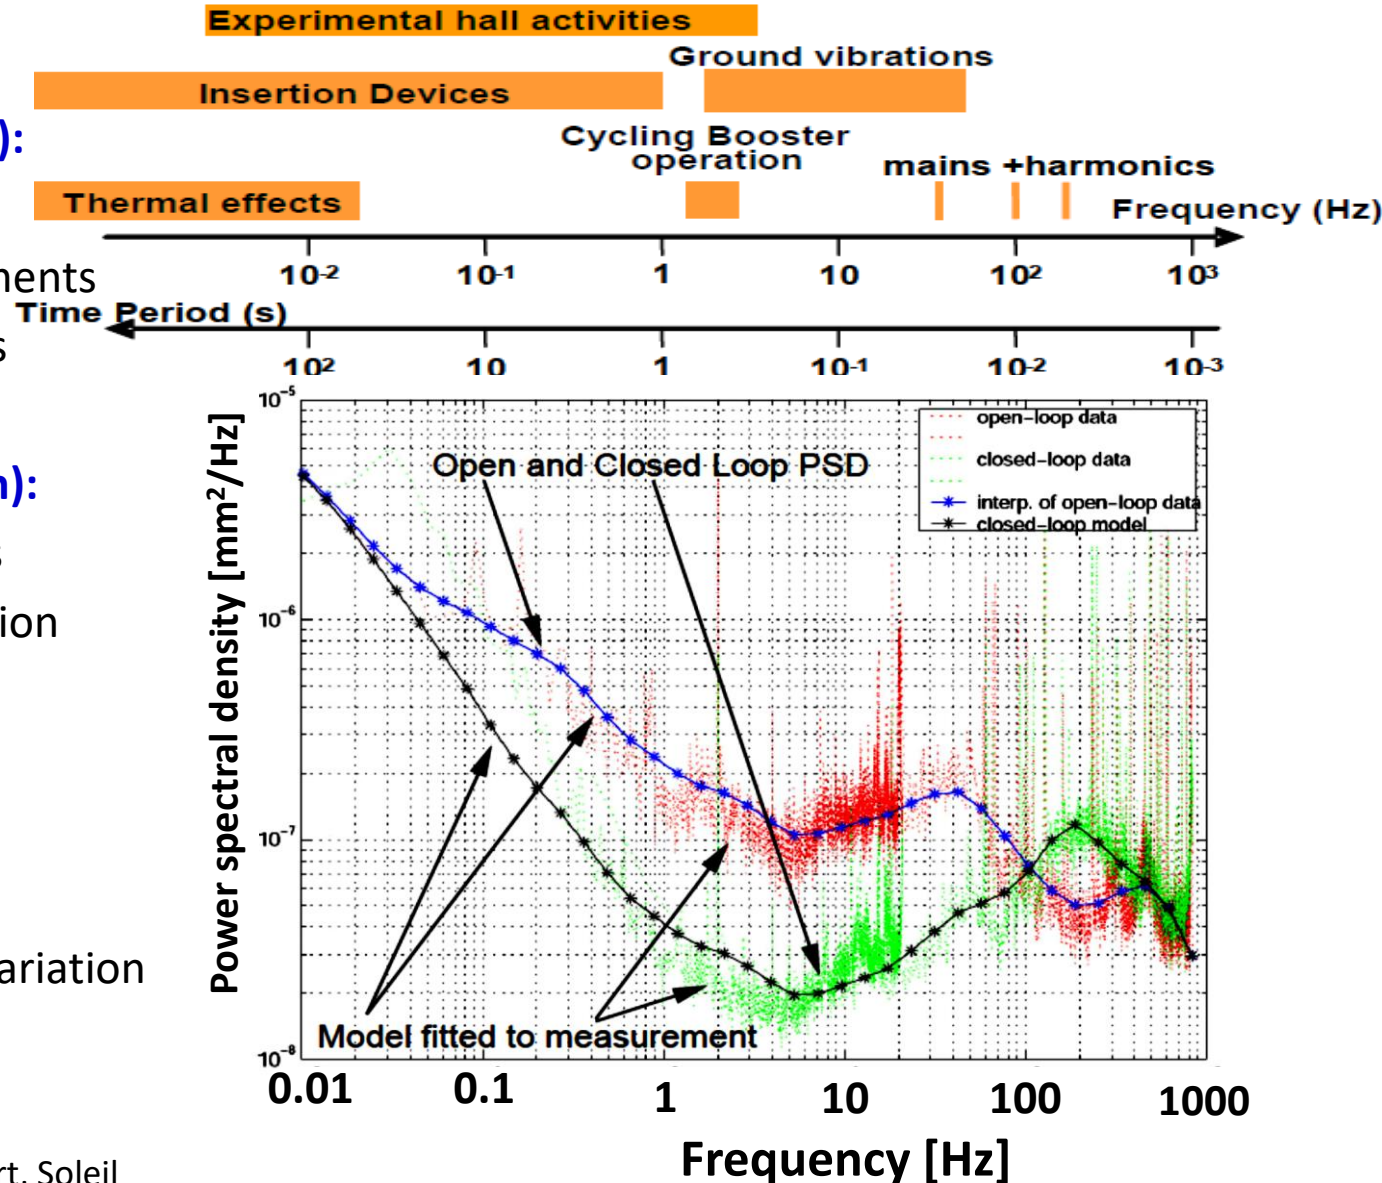 Experimental hall activities
Ground vibrations
Insertion Devices
):
Cycling Booster
operation
mains +harmonics
Thermal effects
Frequency (Hz)
10-2 10-1 1 10 10² 10³
nents
Time Period (s)
s
10² 10 1 10-1 10-2 10-3
10⁻⁵
open-loop data
Open and Closed Loop PSD
closed-loop data
n):
interp. of open-loop data
closed-loop model
s
10⁻⁶
ion
Power spectral density [mm²/Hz]
10⁻⁷
ariation
Model fitted to measurement
10⁻⁸
0.01 0.1 1 10 100 1000
Frequency [Hz]
rt, Soleil